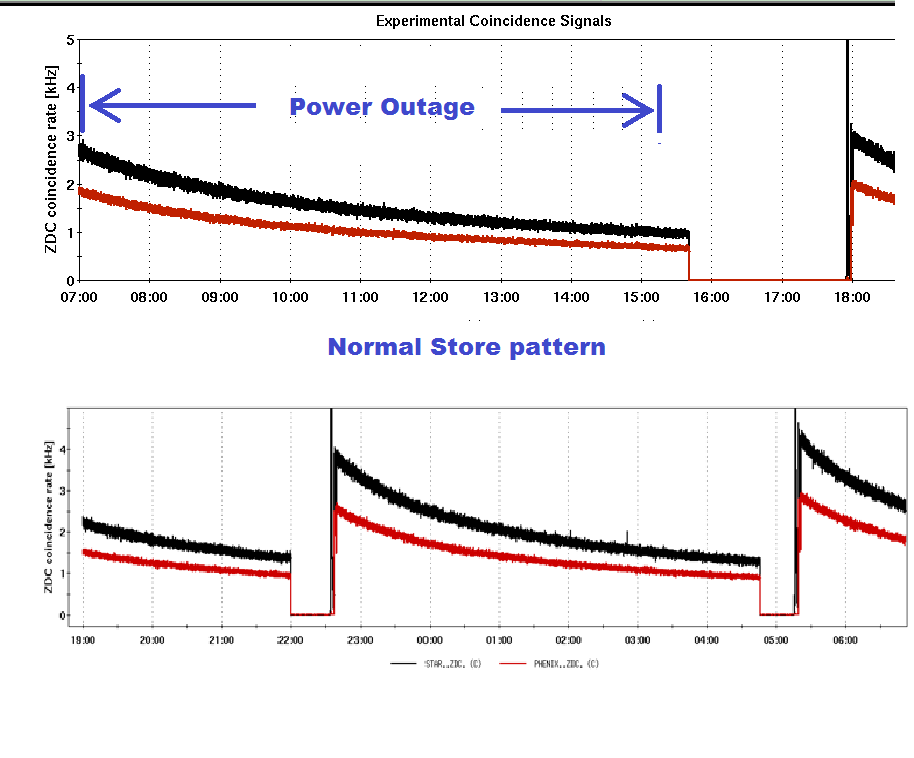 Experimental Coincidence Signals
5
4
3
2
1
0
ZDC coincidence rate [kHz]
Power Outage
07:00 08:00 09:00 10:00 11:00 12:00 13:00 14:00 15:00 16:00 17:00 18:00
Normal Store pattern
4
3
2
1
0
ZDC coincidence rate [kHz]
19:00 20:00 21:00 22:00 23:00 00:00 01:00 02:00 03:00 04:00 05:00 06:00
STAR ZDC (C) PHENIX ZDC (C)